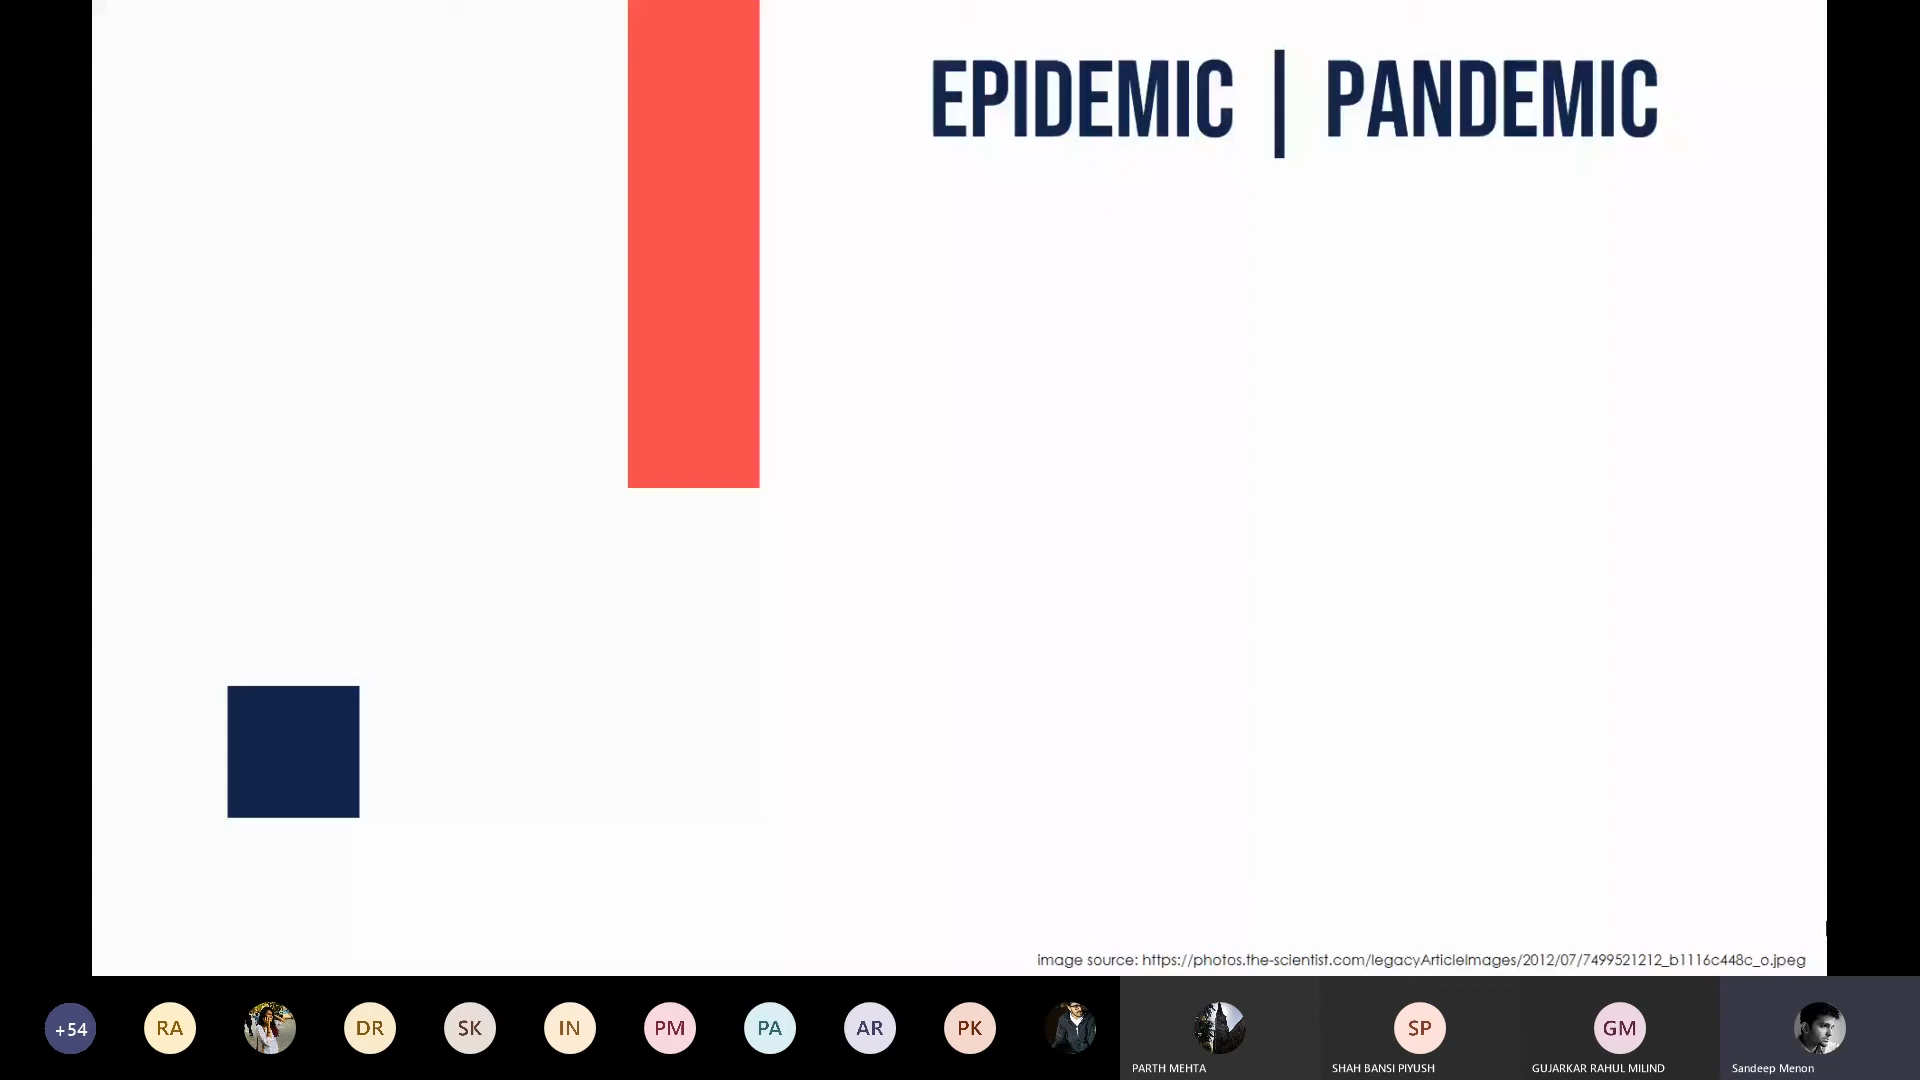 EPIDEMIC | PANDEMIC
image source: https://photos.the-scientist.com/legacyArticleImages/2012/07/7499521212_b1116c448c_o.jpeg
+54
RA
DR
SK
IN
PM
PA
AR
PK
SP
GM
PARTH MEHTA
SHAH BANSI PIYUSH
GUJARKAR RAHUL MILIND
Sandeep Menon